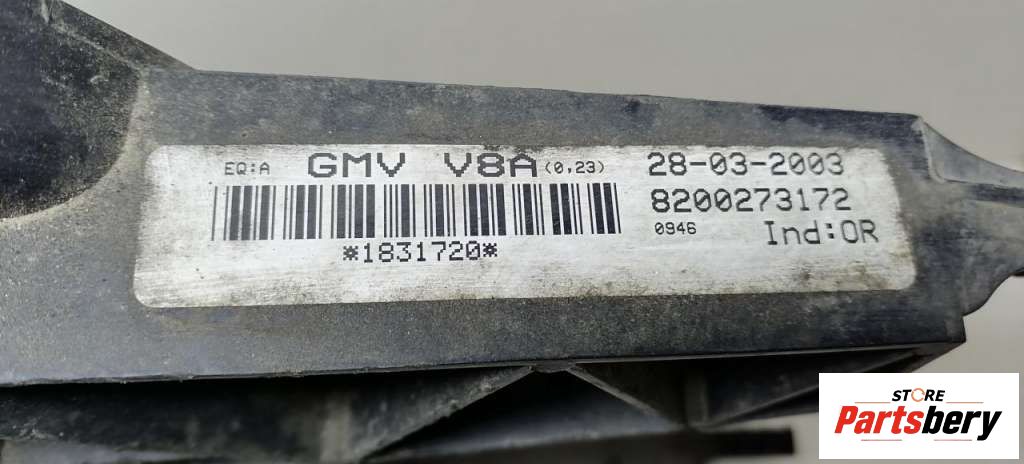 EQ:A GMV V8A (0,23) 28-03-2003
8200273172
0946 Ind:OR
*1831720*
STORE
Partsbery